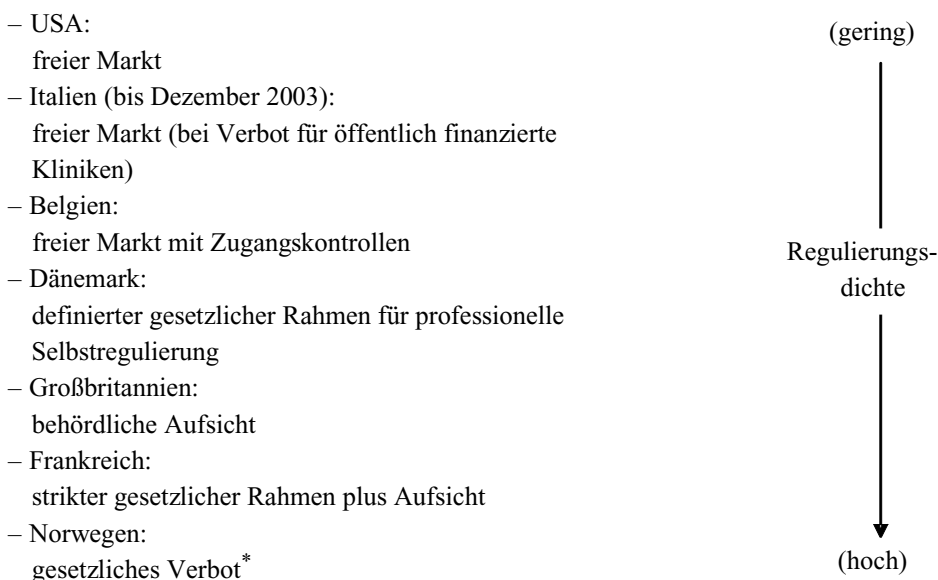 – USA:
freier Markt
– Italien (bis Dezember 2003):
freier Markt (bei Verbot für öffentlich finanzierte
Kliniken)
– Belgien:
freier Markt mit Zugangskontrollen
– Dänemark:
definierter gesetzlicher Rahmen für professionelle
Selbstregulierung
– Großbritannien:
behördliche Aufsicht
– Frankreich:
strikter gesetzlicher Rahmen plus Aufsicht
– Norwegen:
gesetzliches Verbot*
(gering)
Regulierungs-
dichte
(hoch)